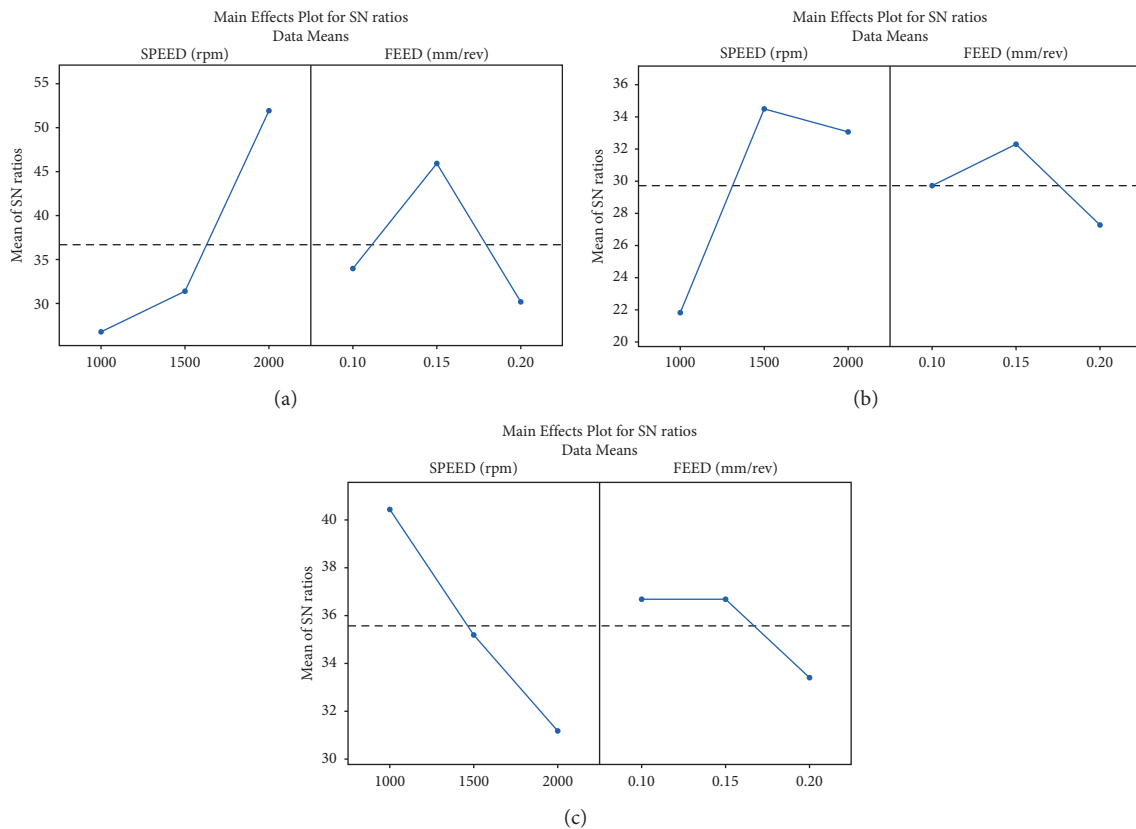 Main Effects Plot for SN ratios
Data Means
SPEED (rpm)
FEED (mm/rev)
Mean of SN ratios
55
50
45
40
35
30
1000
1500
2000
0.10
0.15
0.20
(a)
Main Effects Plot for SN ratios
Data Means
SPEED (rpm)
FEED (mm/rev)
Mean of SN ratios
36
34
32
30
28
26
24
22
20
1000
1500
2000
0.10
0.15
0.20
(b)
Main Effects Plot for SN ratios
Data Means
SPEED (rpm)
FEED (mm/rev)
Mean of SN ratios
40
38
36
34
32
30
1000
1500
2000
0.10
0.15
0.20
(c)